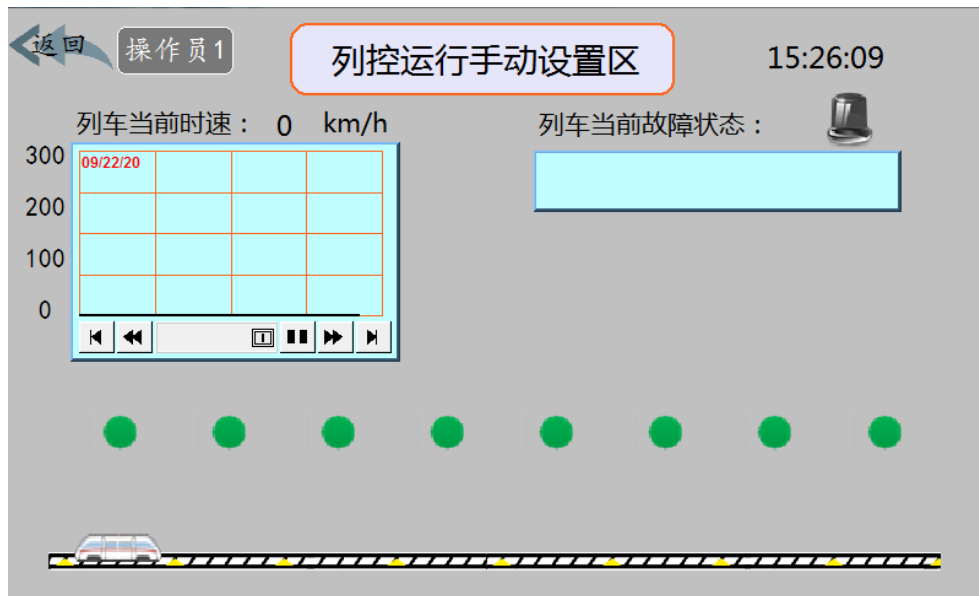 返回
操作员1
列控运行手动设置区
15:26:09
列车当前时速： 0 km/h
列车当前故障状态：
300
09/22/20
200
100
0